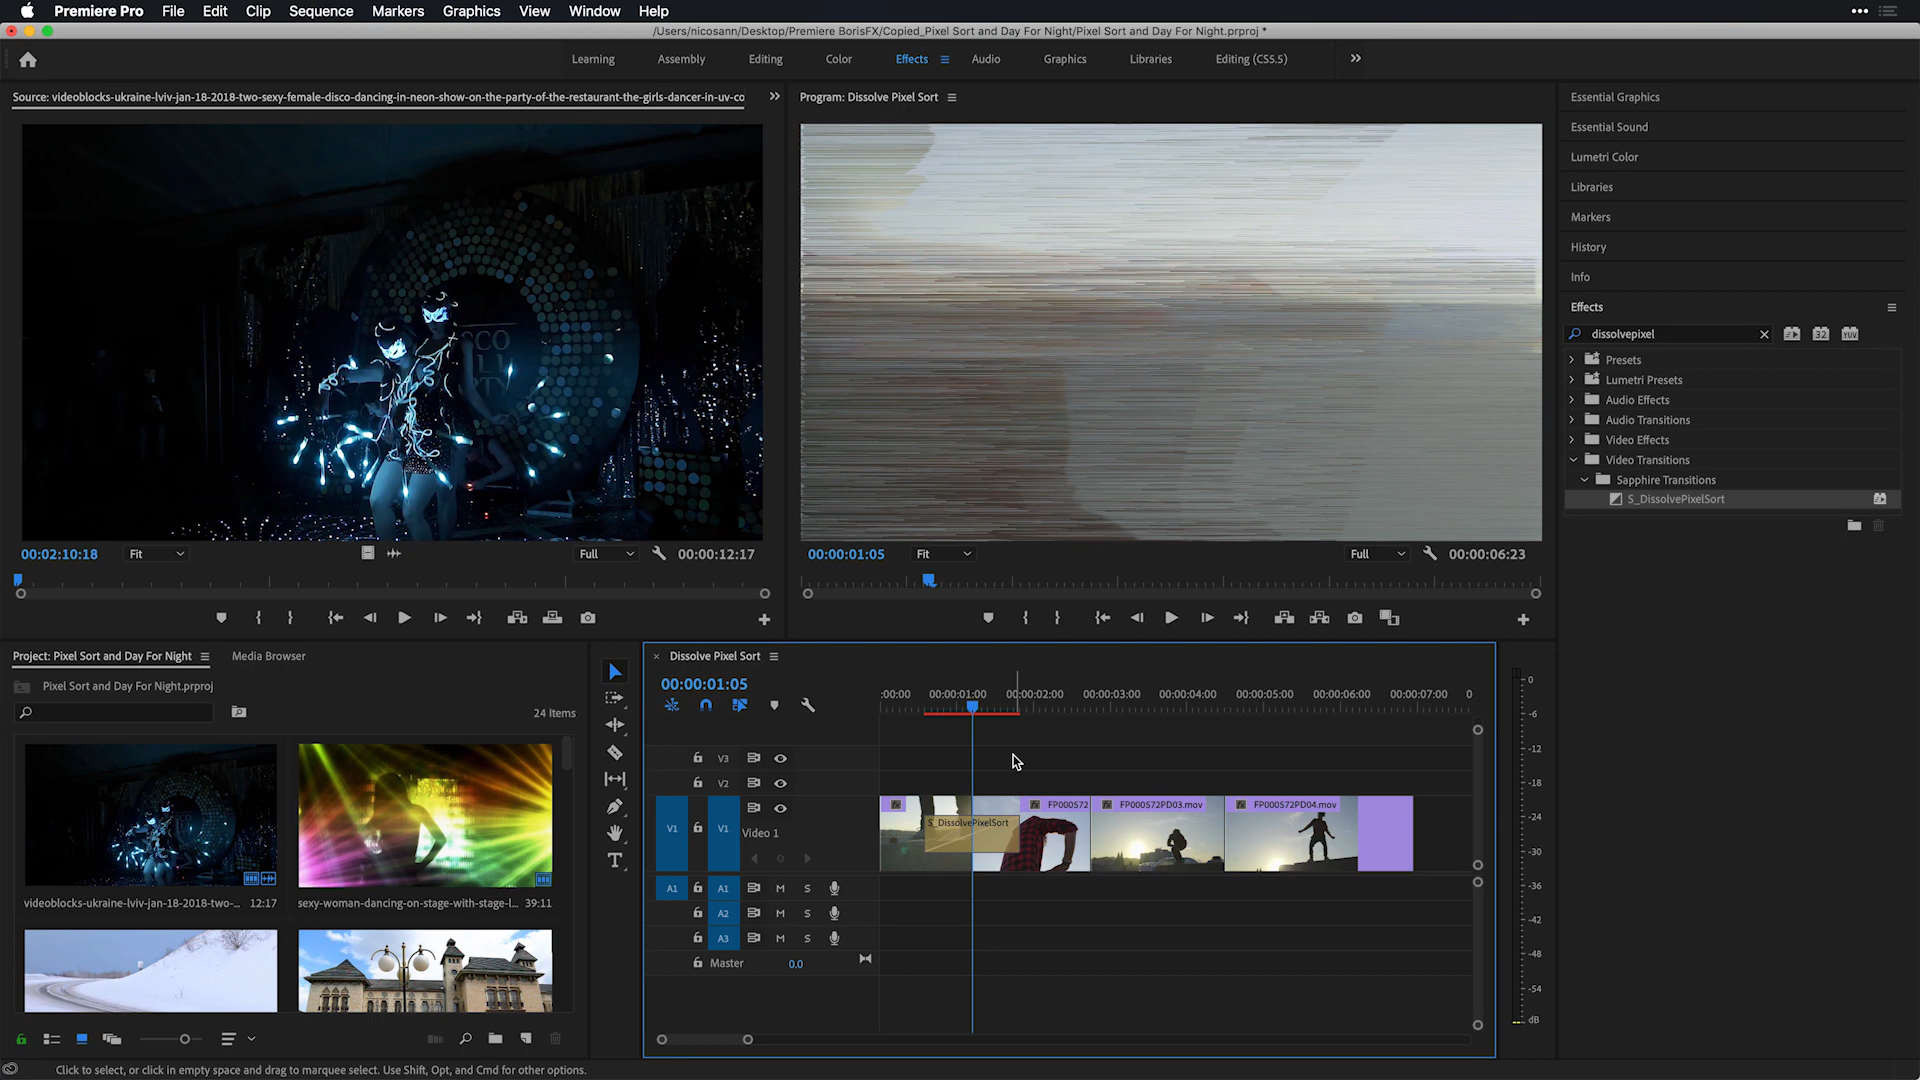 Premiere Pro File Edit Clip Sequence Markers Graphics View Window Help
/Users/nicosann/Desktop/Premiere BorisFX/Copied_Pixel Sort and Day For Night/Pixel Sort and Day For Night.prproj *
Learning Assembly Editing Color Effects Audio Graphics Libraries Editing (CS5.5)
Source: videoblocks-ukraine-lviv-jan-18-2018-two-sexy-female-disco-dancing-in-neon-show-on-the-party-of-the-restaurant-the-girls-dancer-in-uv-co
Program: Dissolve Pixel Sort
00:02:10:18 Fit Full 00:00:12:17
00:00:01:05 Fit Full 00:00:06:23
Essential Graphics
Essential Sound
Lumetri Color
Libraries
Markers
History
Info
Effects
dissolvepixel 32 YUV
Presets
Lumetri Presets
Audio Effects
Audio Transitions
Video Effects
Video Transitions
Sapphire Transitions
S_DissolvePixelSort
Project: Pixel Sort and Day For Night Media Browser
Pixel Sort and Day For Night.prproj
24 Items
videoblocks-ukraine-lviv-jan-18-2018-two-... 12:17
sexy-woman-dancing-on-stage-with-stage-l... 39:11
Dissolve Pixel Sort
00:00:01:05
:00:00 00:00:01:00 00:00:02:00 00:00:03:00 00:00:04:00 00:00:05:00 00:00:06:00 00:00:07:00 0
V3
V2
V1 V1 Video 1
fx fx FP000572 fx FP000572PD03.mov fx FP000572PD04.mov
S_DissolvePixelSort
A1 A1 M S
A2 M S
A3 M S
Master 0.0
0
-6
-12
-18
-24
-30
-36
-42
-48
-54
dB
Click to select, or click in empty space and drag to marquee select. Use Shift, Opt, and Cmd for other options.